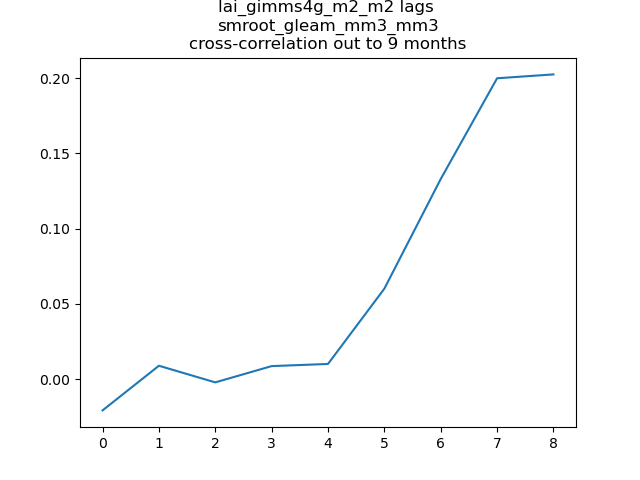 lai_gimms4g_m2_m2 lags
smroot_gleam_mm3_mm3
cross-correlation out to 9 months
0.20
0.15
0.10
0.05
0.00
0 1 2 3 4 5 6 7 8